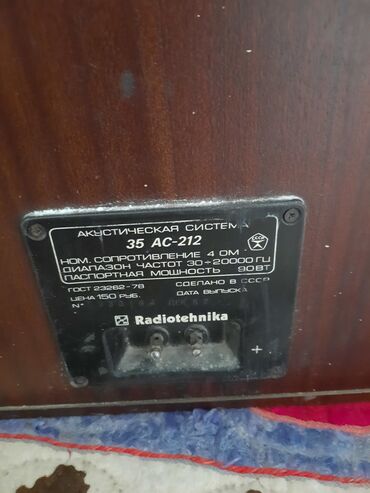 АКУСТИЧЕСКАЯ СИСТЕМА
35 АС-212
НОМ. СОПРОТИВЛЕНИЕ 4 ОМ
ДИАПАЗОН ЧАСТОТ 30÷20000 ГЦ
ПАСПОРТНАЯ МОЩНОСТЬ 90 ВТ
ГОСТ 23262-78 СДЕЛАНО В СССР
ЦЕНА 150 РУБ. ДАТА ВЫПУСКА
N°
Radiotehnika
+